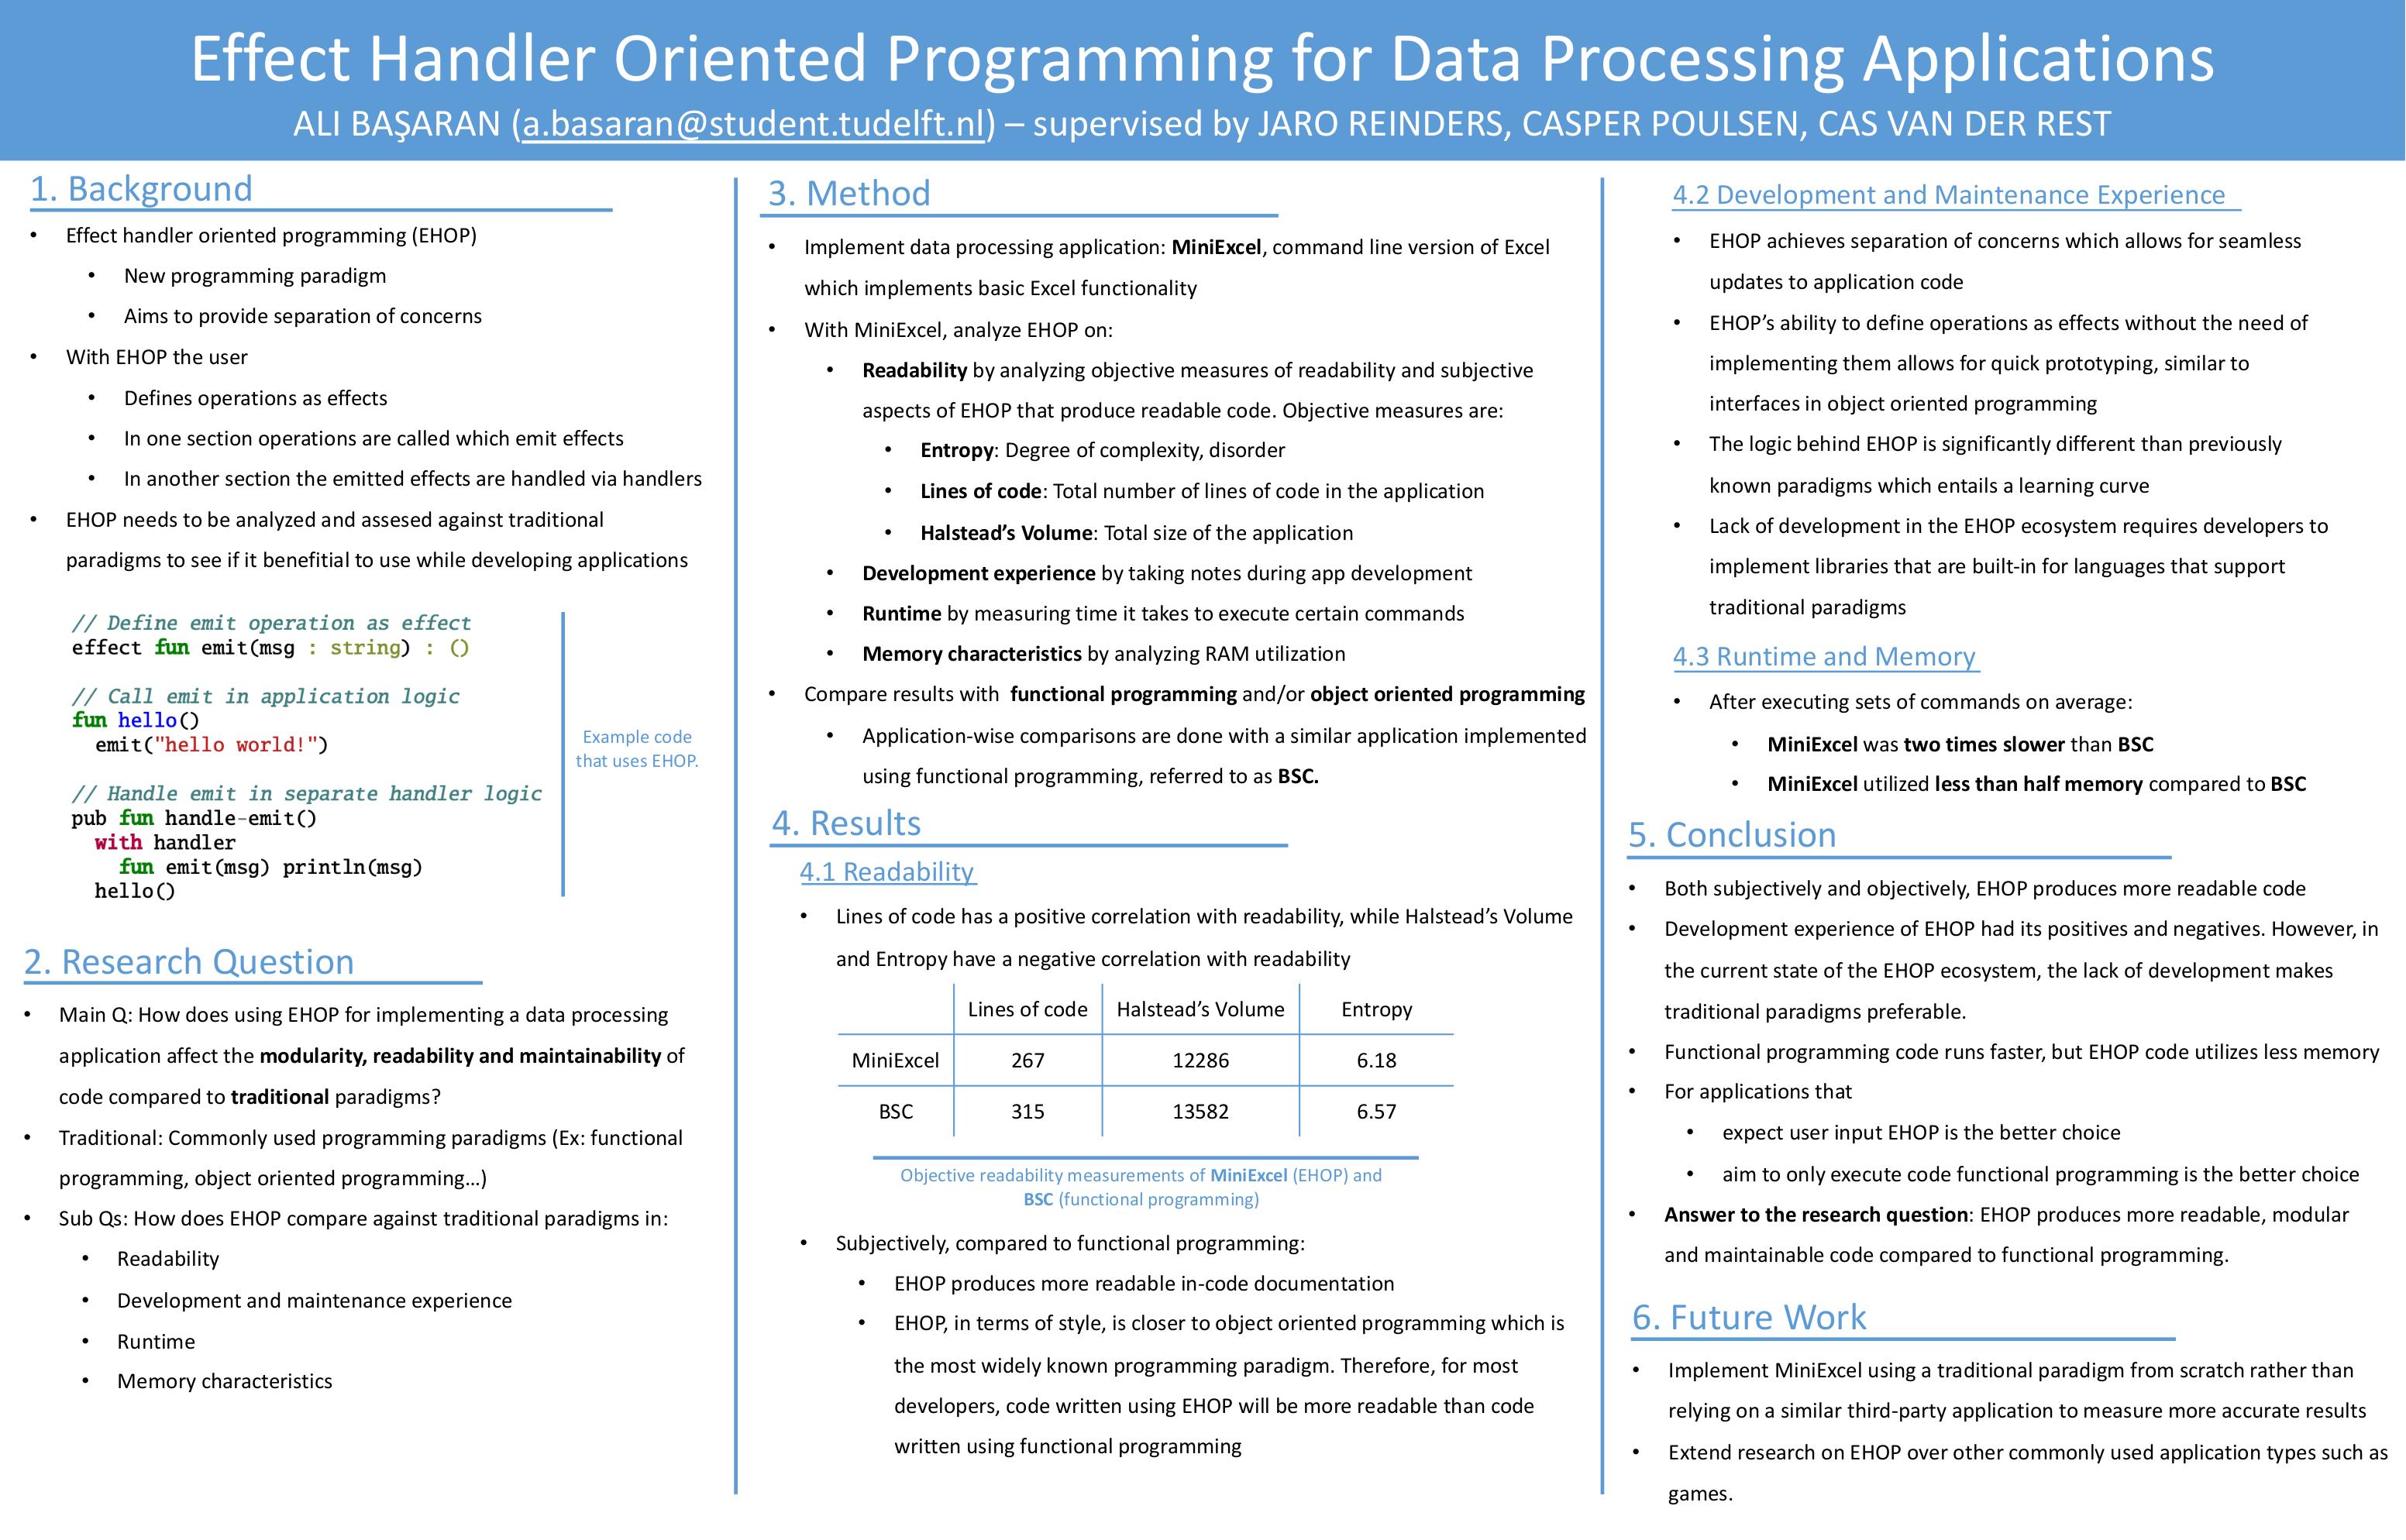 Effect Handler Oriented Programming for Data Processing Applications
ALI BAŞARAN (a.basaran@student.tudelft.nl) – supervised by JARO REINDERS, CASPER POULSEN, CAS VAN DER REST
1. Background
• Effect handler oriented programming (EHOP)
• New programming paradigm
• Aims to provide separation of concerns
• With EHOP the user
• Defines operations as effects
• In one section operations are called which emit effects
• In another section the emitted effects are handled via handlers
• EHOP needs to be analyzed and assesed against traditional
paradigms to see if it benefitial to use while developing applications
// Define emit operation as effect
effect fun emit(msg : string) : ()
// Call emit in application logic
fun hello()
emit("hello world!")
// Handle emit in separate handler logic
pub fun handle-emit()
with handler
fun emit(msg) println(msg)
hello()
Example code
that uses EHOP.
2. Research Question
• Main Q: How does using EHOP for implementing a data processing
application affect the modularity, readability and maintainability of
code compared to traditional paradigms?
• Traditional: Commonly used programming paradigms (Ex: functional
programming, object oriented programming…)
• Sub Qs: How does EHOP compare against traditional paradigms in:
• Readability
• Development and maintenance experience
• Runtime
• Memory characteristics
3. Method
• Implement data processing application: MiniExcel, command line version of Excel
which implements basic Excel functionality
• With MiniExcel, analyze EHOP on:
• Readability by analyzing objective measures of readability and subjective
aspects of EHOP that produce readable code. Objective measures are:
• Entropy: Degree of complexity, disorder
• Lines of code: Total number of lines of code in the application
• Halstead's Volume: Total size of the application
• Development experience by taking notes during app development
• Runtime by measuring time it takes to execute certain commands
• Memory characteristics by analyzing RAM utilization
• Compare results with functional programming and/or object oriented programming
• Application-wise comparisons are done with a similar application implemented
using functional programming, referred to as BSC.
4. Results
4.1 Readability
• Lines of code has a positive correlation with readability, while Halstead's Volume
and Entropy have a negative correlation with readability
Lines of code Halstead's Volume Entropy
MiniExcel 267 12286 6.18
BSC 315 13582 6.57
Objective readability measurements of MiniExcel (EHOP) and
BSC (functional programming)
• Subjectively, compared to functional programming:
• EHOP produces more readable in-code documentation
• EHOP, in terms of style, is closer to object oriented programming which is
the most widely known programming paradigm. Therefore, for most
developers, code written using EHOP will be more readable than code
written using functional programming
4.2 Development and Maintenance Experience
• EHOP achieves separation of concerns which allows for seamless
updates to application code
• EHOP's ability to define operations as effects without the need of
implementing them allows for quick prototyping, similar to
interfaces in object oriented programming
• The logic behind EHOP is significantly different than previously
known paradigms which entails a learning curve
• Lack of development in the EHOP ecosystem requires developers to
implement libraries that are built-in for languages that support
traditional paradigms
4.3 Runtime and Memory
• After executing sets of commands on average:
• MiniExcel was two times slower than BSC
• MiniExcel utilized less than half memory compared to BSC
5. Conclusion
• Both subjectively and objectively, EHOP produces more readable code
• Development experience of EHOP had its positives and negatives. However, in
the current state of the EHOP ecosystem, the lack of development makes
traditional paradigms preferable.
• Functional programming code runs faster, but EHOP code utilizes less memory
• For applications that
• expect user input EHOP is the better choice
• aim to only execute code functional programming is the better choice
• Answer to the research question: EHOP produces more readable, modular
and maintainable code compared to functional programming.
6. Future Work
• Implement MiniExcel using a traditional paradigm from scratch rather than
relying on a similar third-party application to measure more accurate results
• Extend research on EHOP over other commonly used application types such as
games.